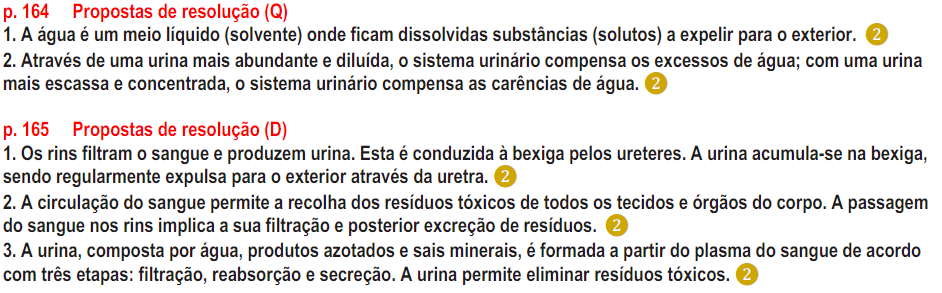 p. 164 Propostas de resolução (Q)
1. A água é um meio líquido (solvente) onde ficam dissolvidas substâncias (solutos) a expelir para o exterior. 2
2. Através de uma urina mais abundante e diluída, o sistema urinário compensa os excessos de água; com uma urina
mais escassa e concentrada, o sistema urinário compensa as carências de água. 2
p. 165 Propostas de resolução (D)
1. Os rins filtram o sangue e produzem urina. Esta é conduzida à bexiga pelos ureteres. A urina acumula-se na bexiga,
sendo regularmente expulsa para o exterior através da uretra. 2
2. A circulação do sangue permite a recolha dos resíduos tóxicos de todos os tecidos e órgãos do corpo. A passagem
do sangue nos rins implica a sua filtração e posterior excreção de resíduos. 2
3. A urina, composta por água, produtos azotados e sais minerais, é formada a partir do plasma do sangue de acordo
com três etapas: filtração, reabsorção e secreção. A urina permite eliminar resíduos tóxicos. 2